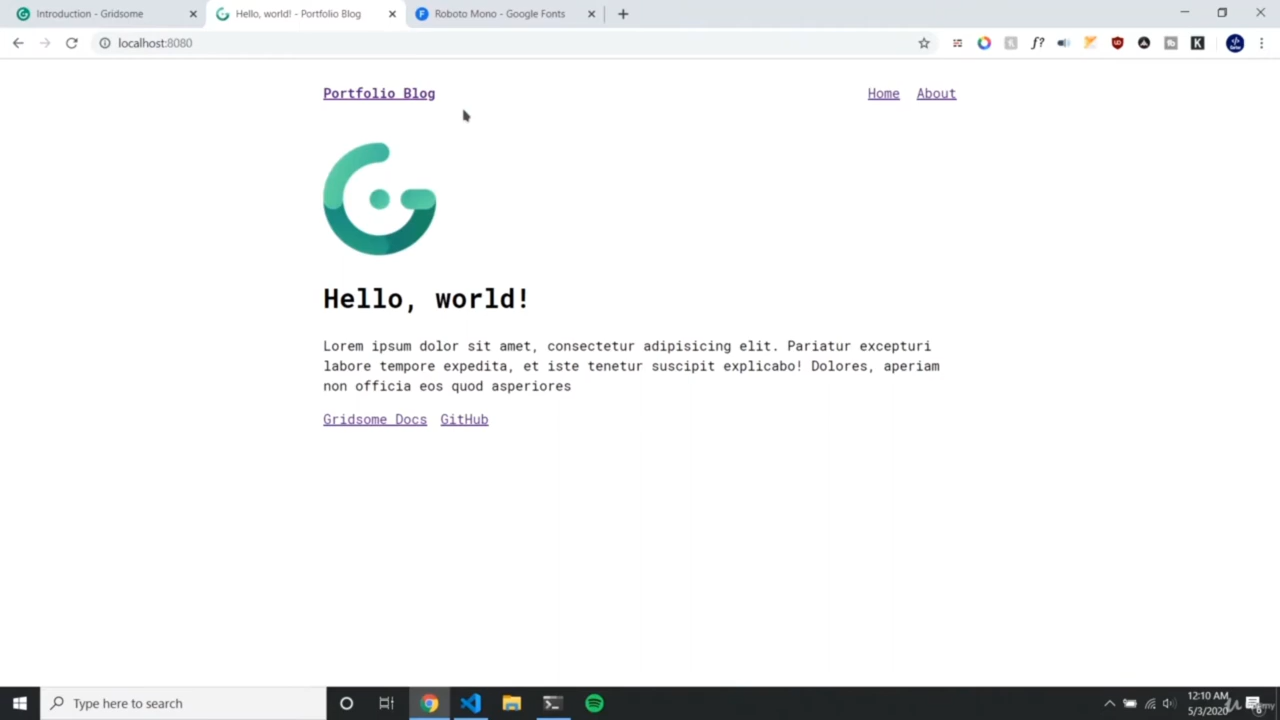 Introduction - Gridsome
Hello, world! - Portfolio Blog
Roboto Mono - Google Fonts
localhost:8080
f?
K
Portfolio Blog
Home About
Hello, world!
Lorem ipsum dolor sit amet, consectetur adipisicing elit. Pariatur excepturi
labore tempore expedita, et iste tenetur suscipit explicabo! Dolores, aperiam
non officia eos quod asperiores
Gridsome Docs GitHub
Type here to search
12:10 AM
5/3/2020